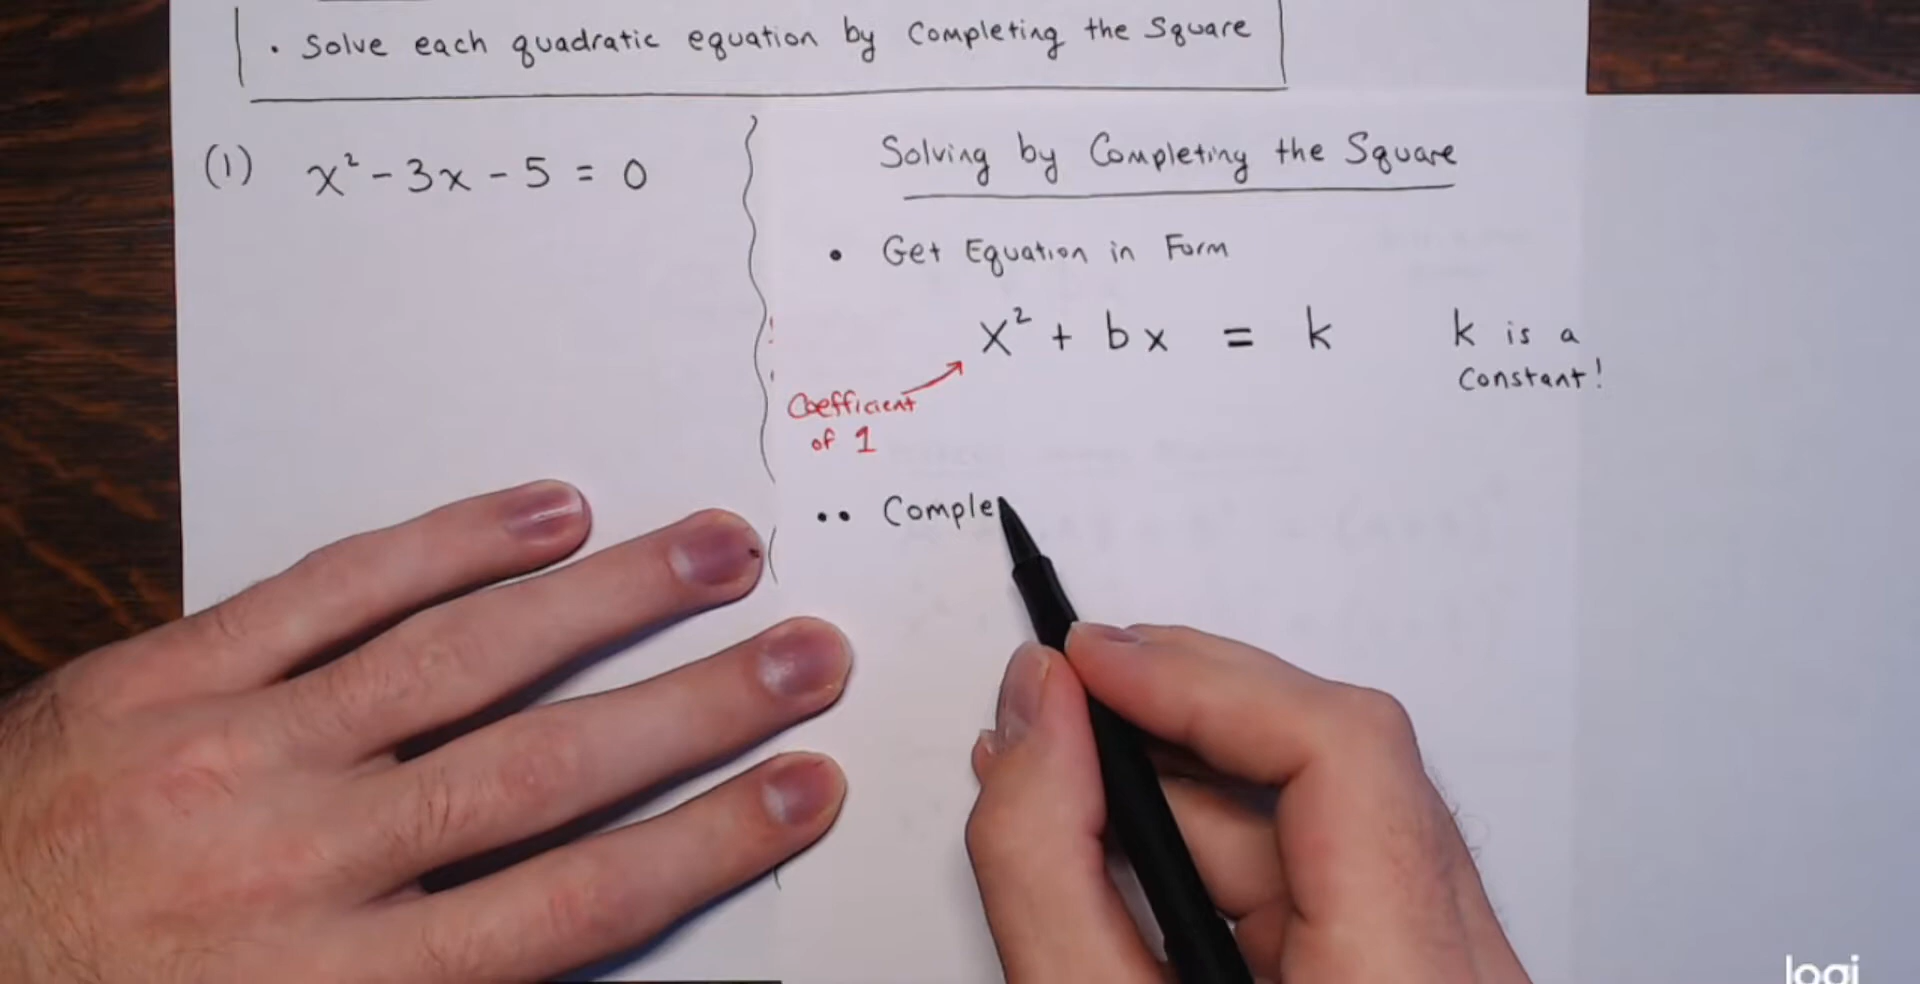 . Solve each quadratic equation by Completing the Square
(1) x² - 3x - 5 = 0
Solving by Completing the Square
• Get Equation in Form
x² + bx = k
k is a
Constant!
Coefficient
of 1
•• Comple
logi